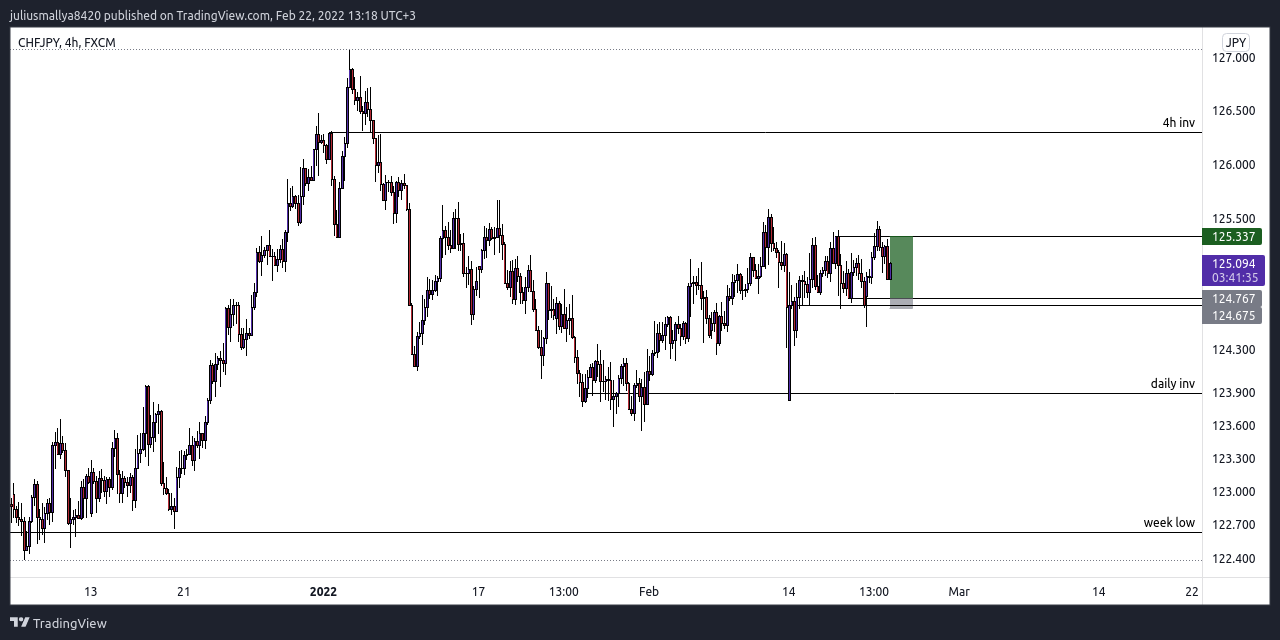 juliusmallya8420 published on TradingView.com, Feb 22, 2022 13:18 UTC+3
CHFJPY, 4h, FXCM
JPY
127.000
4h inv
126.500
126.000
125.500
125.337
125.094
03:41:35
124.767
124.675
124.300
daily inv
123.900
123.600
123.300
123.000
week low
122.700
122.400
13 21 2022 17 13:00 Feb 14 13:00 Mar 14 22
TradingView